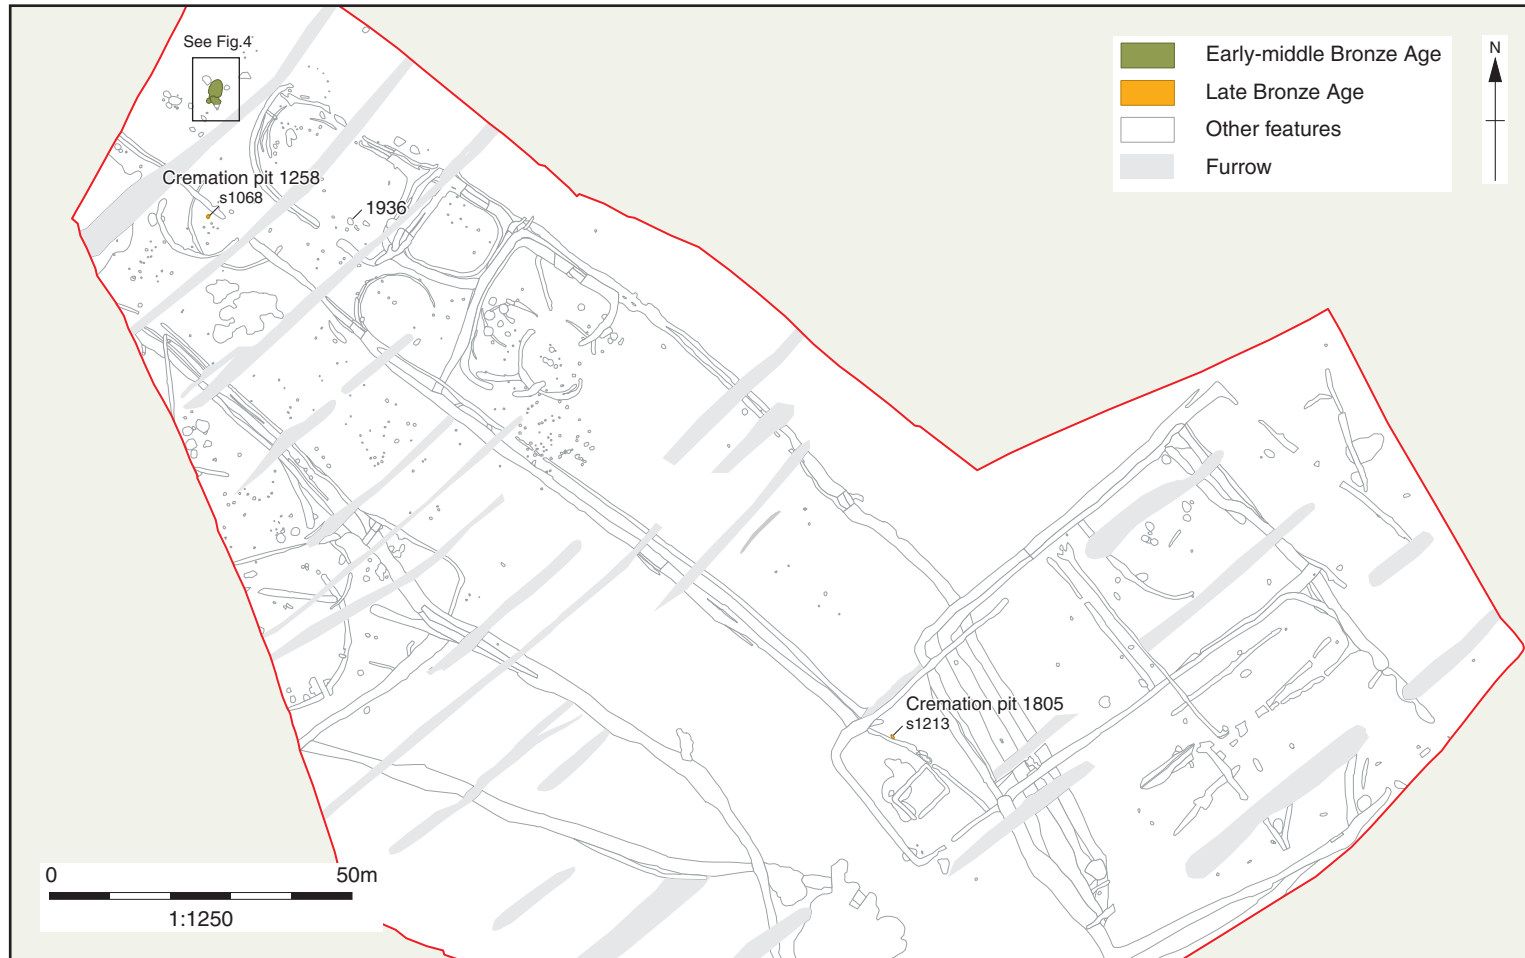 See Fig.4
Cremation pit 1258
s1068
1936
Early-middle Bronze Age
Late Bronze Age
Other features
Furrow
N
Cremation pit 1805
s1213
0 50m
1:1250